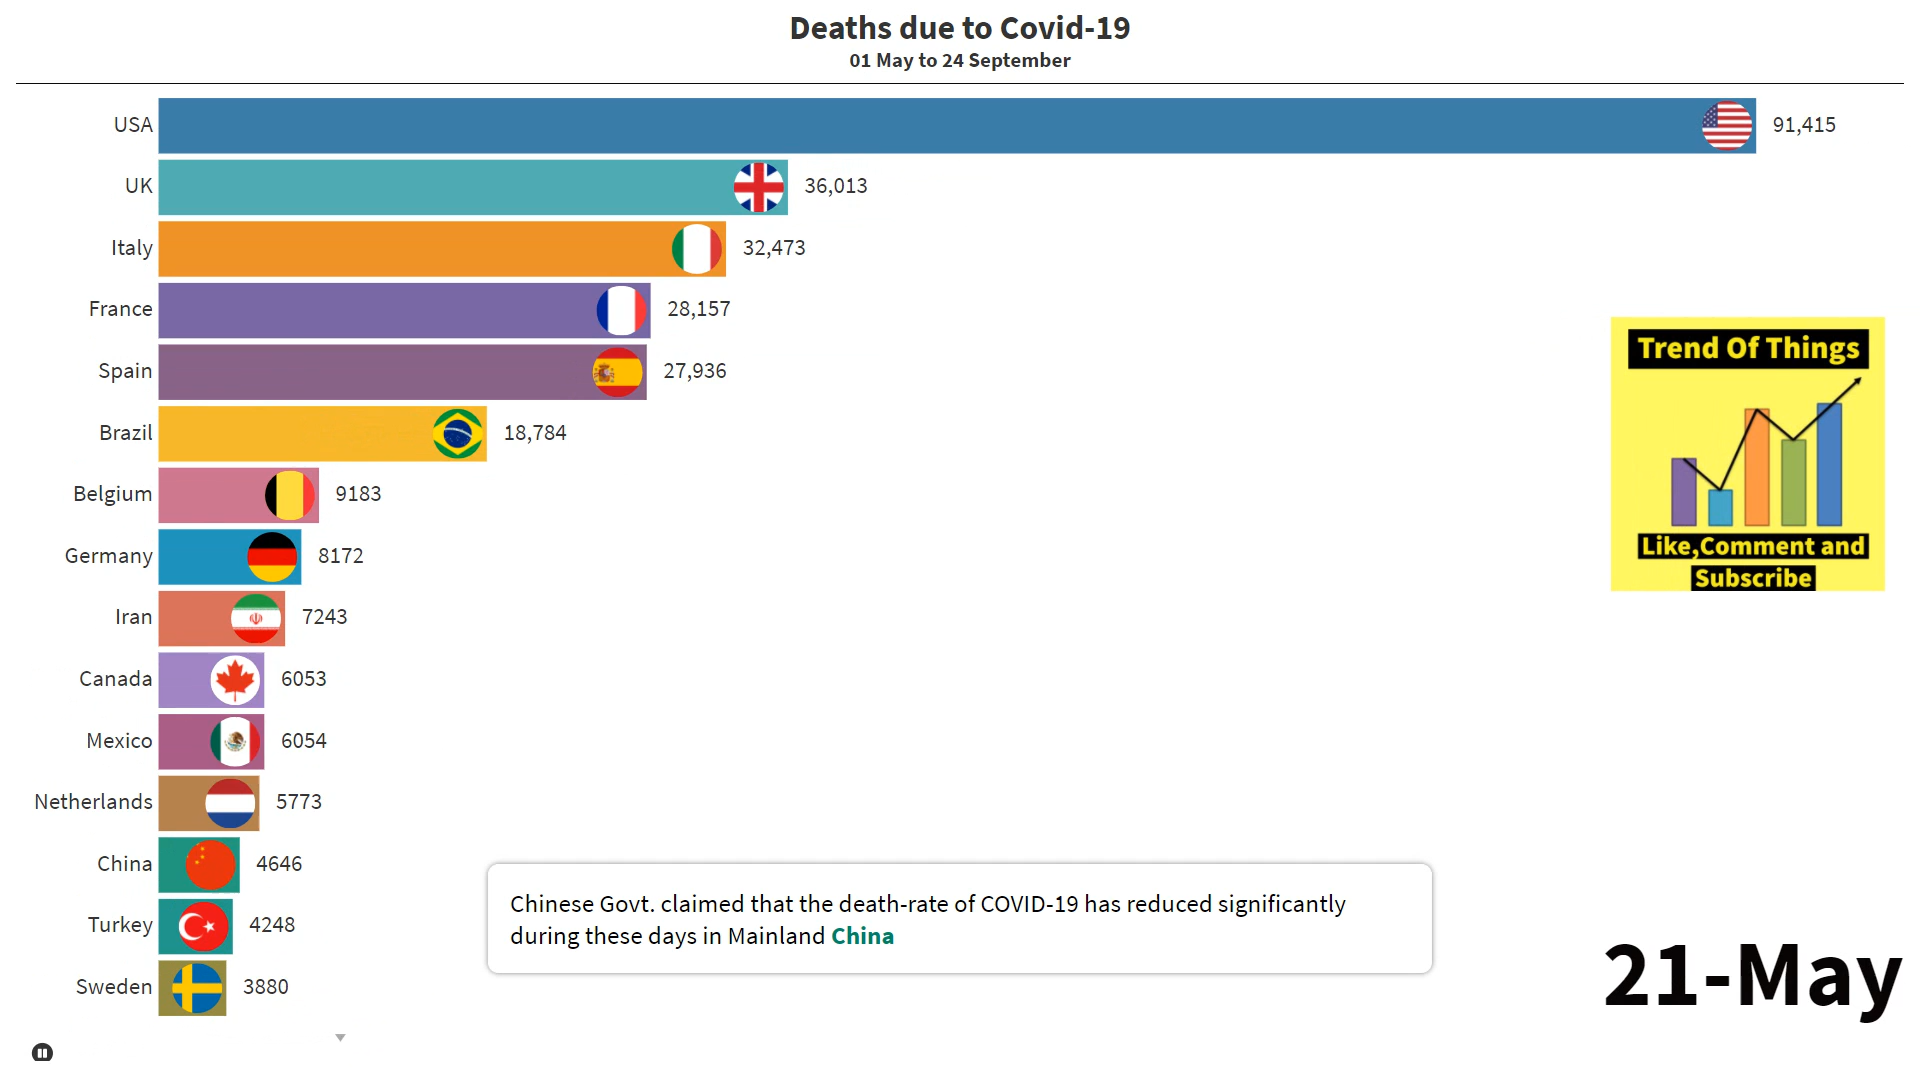 Deaths due to Covid-19
01 May to 24 September
USA 91,415
UK 36,013
Italy 32,473
France 28,157
Spain 27,936
Brazil 18,784
Belgium 9183
Germany 8172
Iran 7243
Canada 6053
Mexico 6054
Netherlands 5773
China 4646
Turkey 4248
Sweden 3880
Trend Of Things
Like,Comment and
Subscribe
Chinese Govt. claimed that the death-rate of COVID-19 has reduced significantly
during these days in Mainland China
21-May